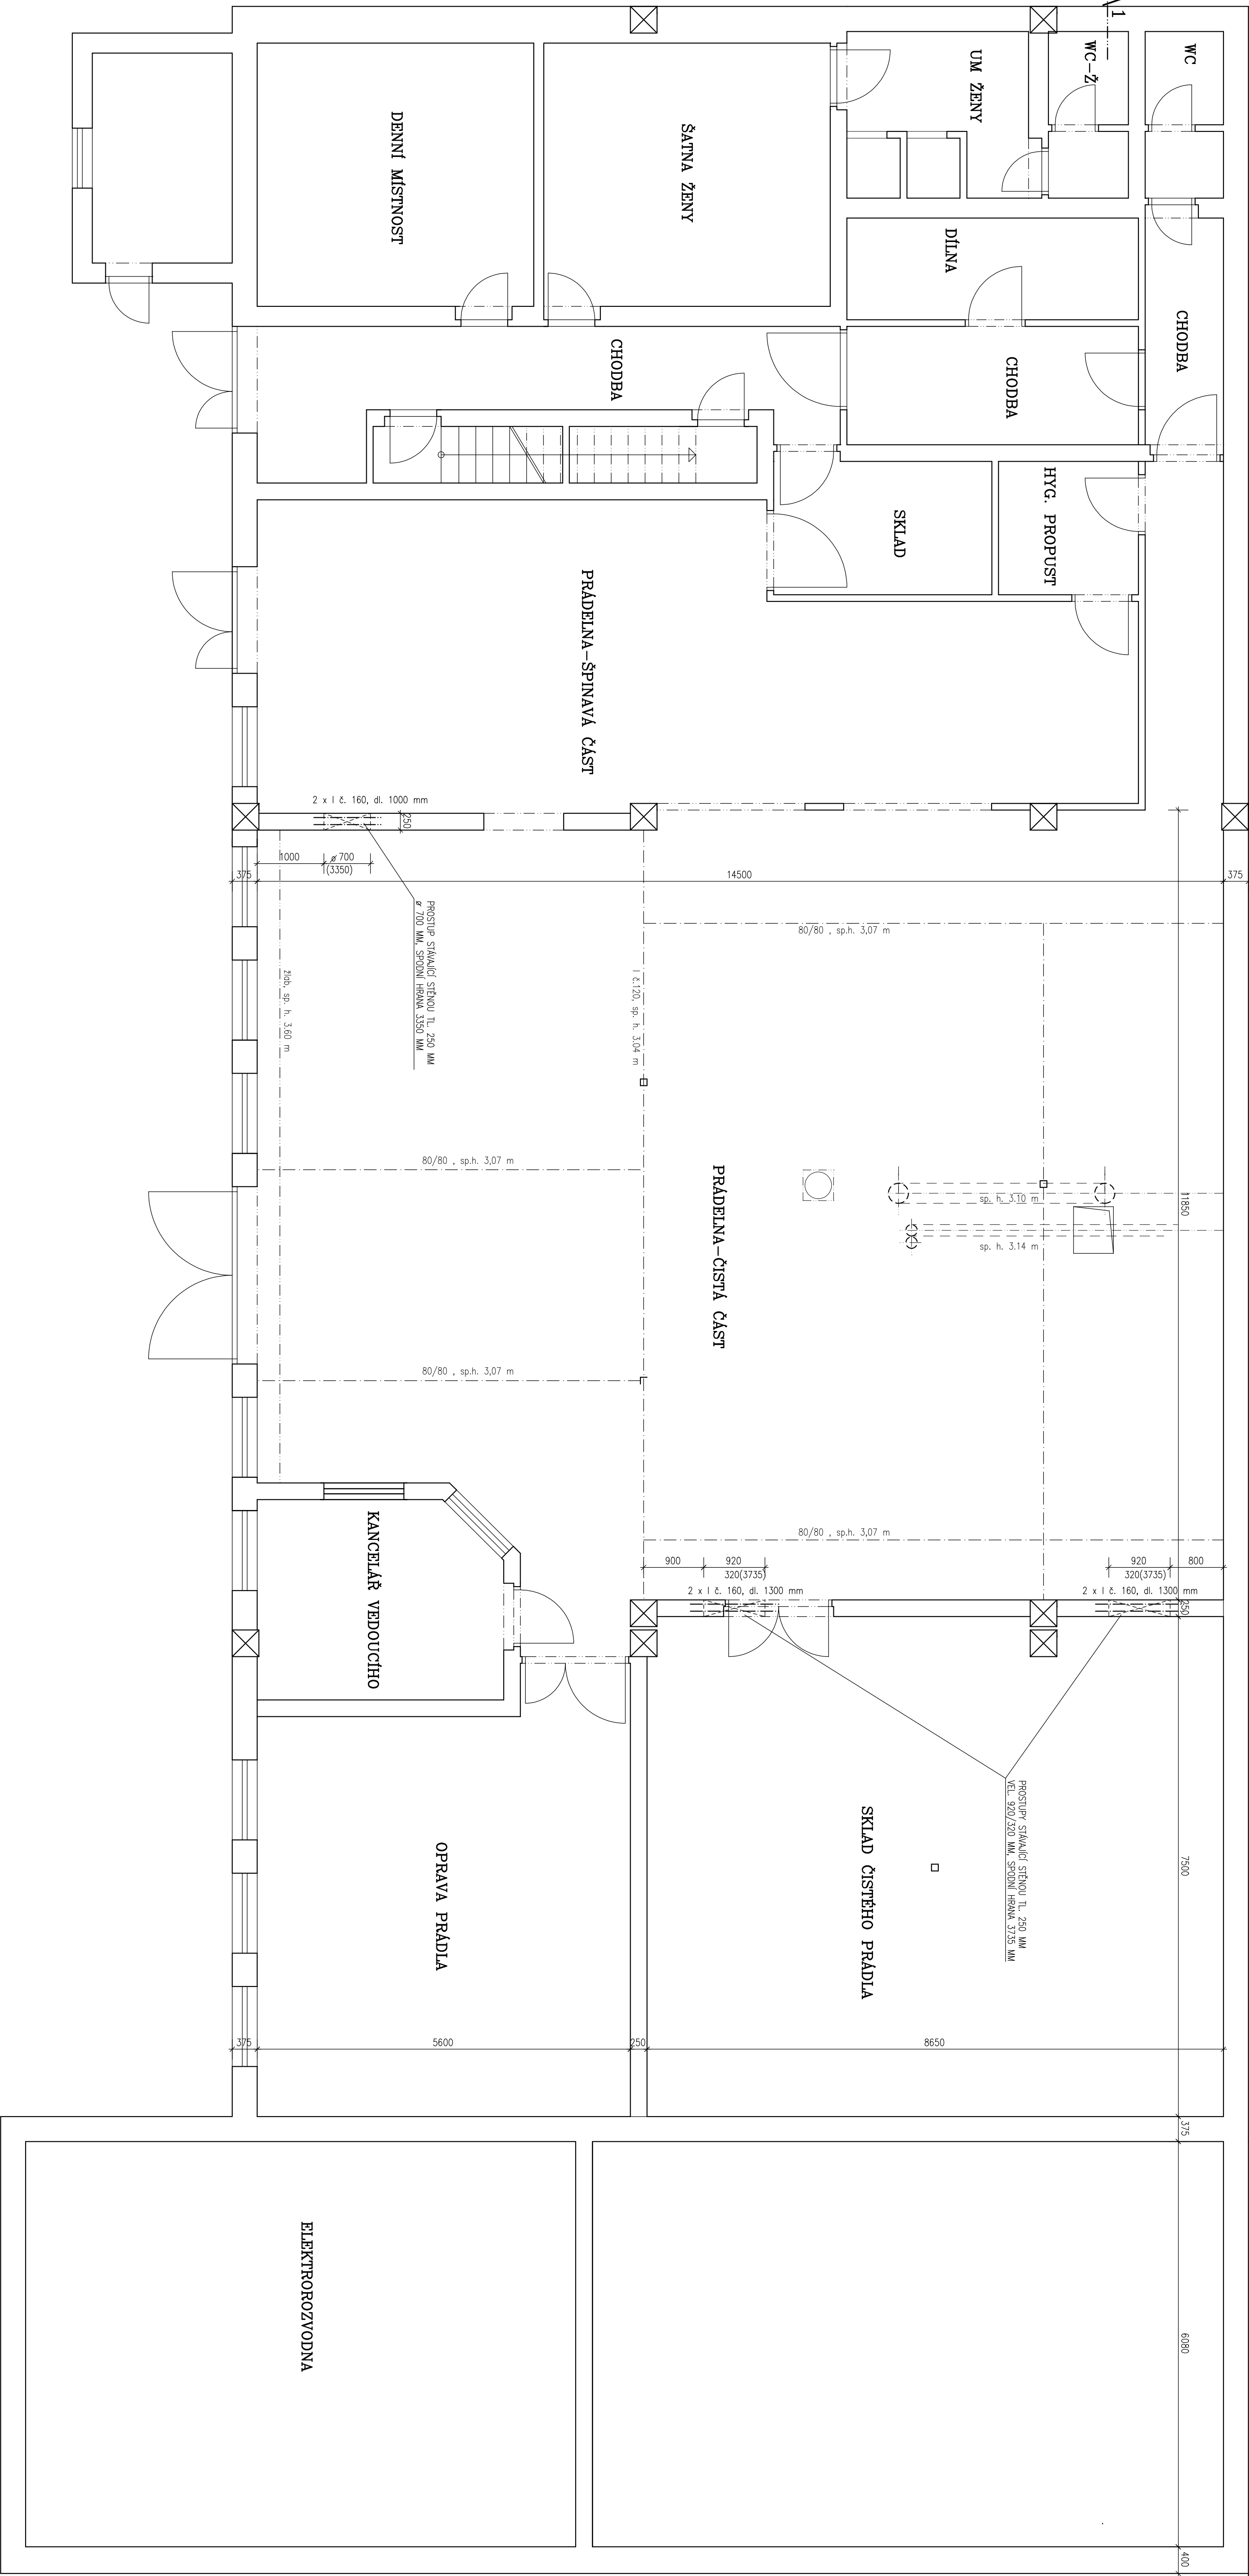 1
WC
WC-Ž
UM ŽENY
ŠATNA ŽENY
DENNÍ MÍSTNOST
DÍLNA
CHODBA
CHODBA
CHODBA
HYG. PROPUST
SKLAD
PRÁDELNA-ŠPINAVÁ ČÁST
2 x I č. 160, dl. 1000 mm
250
1000
ø 700
(3350)
375
14500
375
PROSTUP STÁVAJÍCÍ STĚNOU TL. 250 MM
ø 700 MM, SPODNÍ HRANA 3350 MM
80/80 , sp.h. 3,07 m
žlab, sp. h. 3.60 m
I č.120, sp. h. 3.04 m
80/80 , sp.h. 3,07 m
PRÁDELNA-ČISTÁ ČÁST
sp. h. 3.10 m
sp. h. 3.14 m
11850
80/80 , sp.h. 3,07 m
80/80 , sp.h. 3,07 m
900
920
320(3735)
2 x I č. 160, dl. 1300 mm
920
800
320(3735)
2 x I č. 160, dl. 1300 mm
250
KANCELÁŘ VEDOUCÍHO
PROSTUPY STÁVAJÍCÍ STĚNOU TL. 250 MM
VEL. 920/320 MM, SPODNÍ HRANA 3735 MM
SKLAD ČISTÉHO PRÁDLA
OPRAVA PRÁDLA
7500
375
5600
250
8650
375
ELEKTROROZVODNA
6080
400